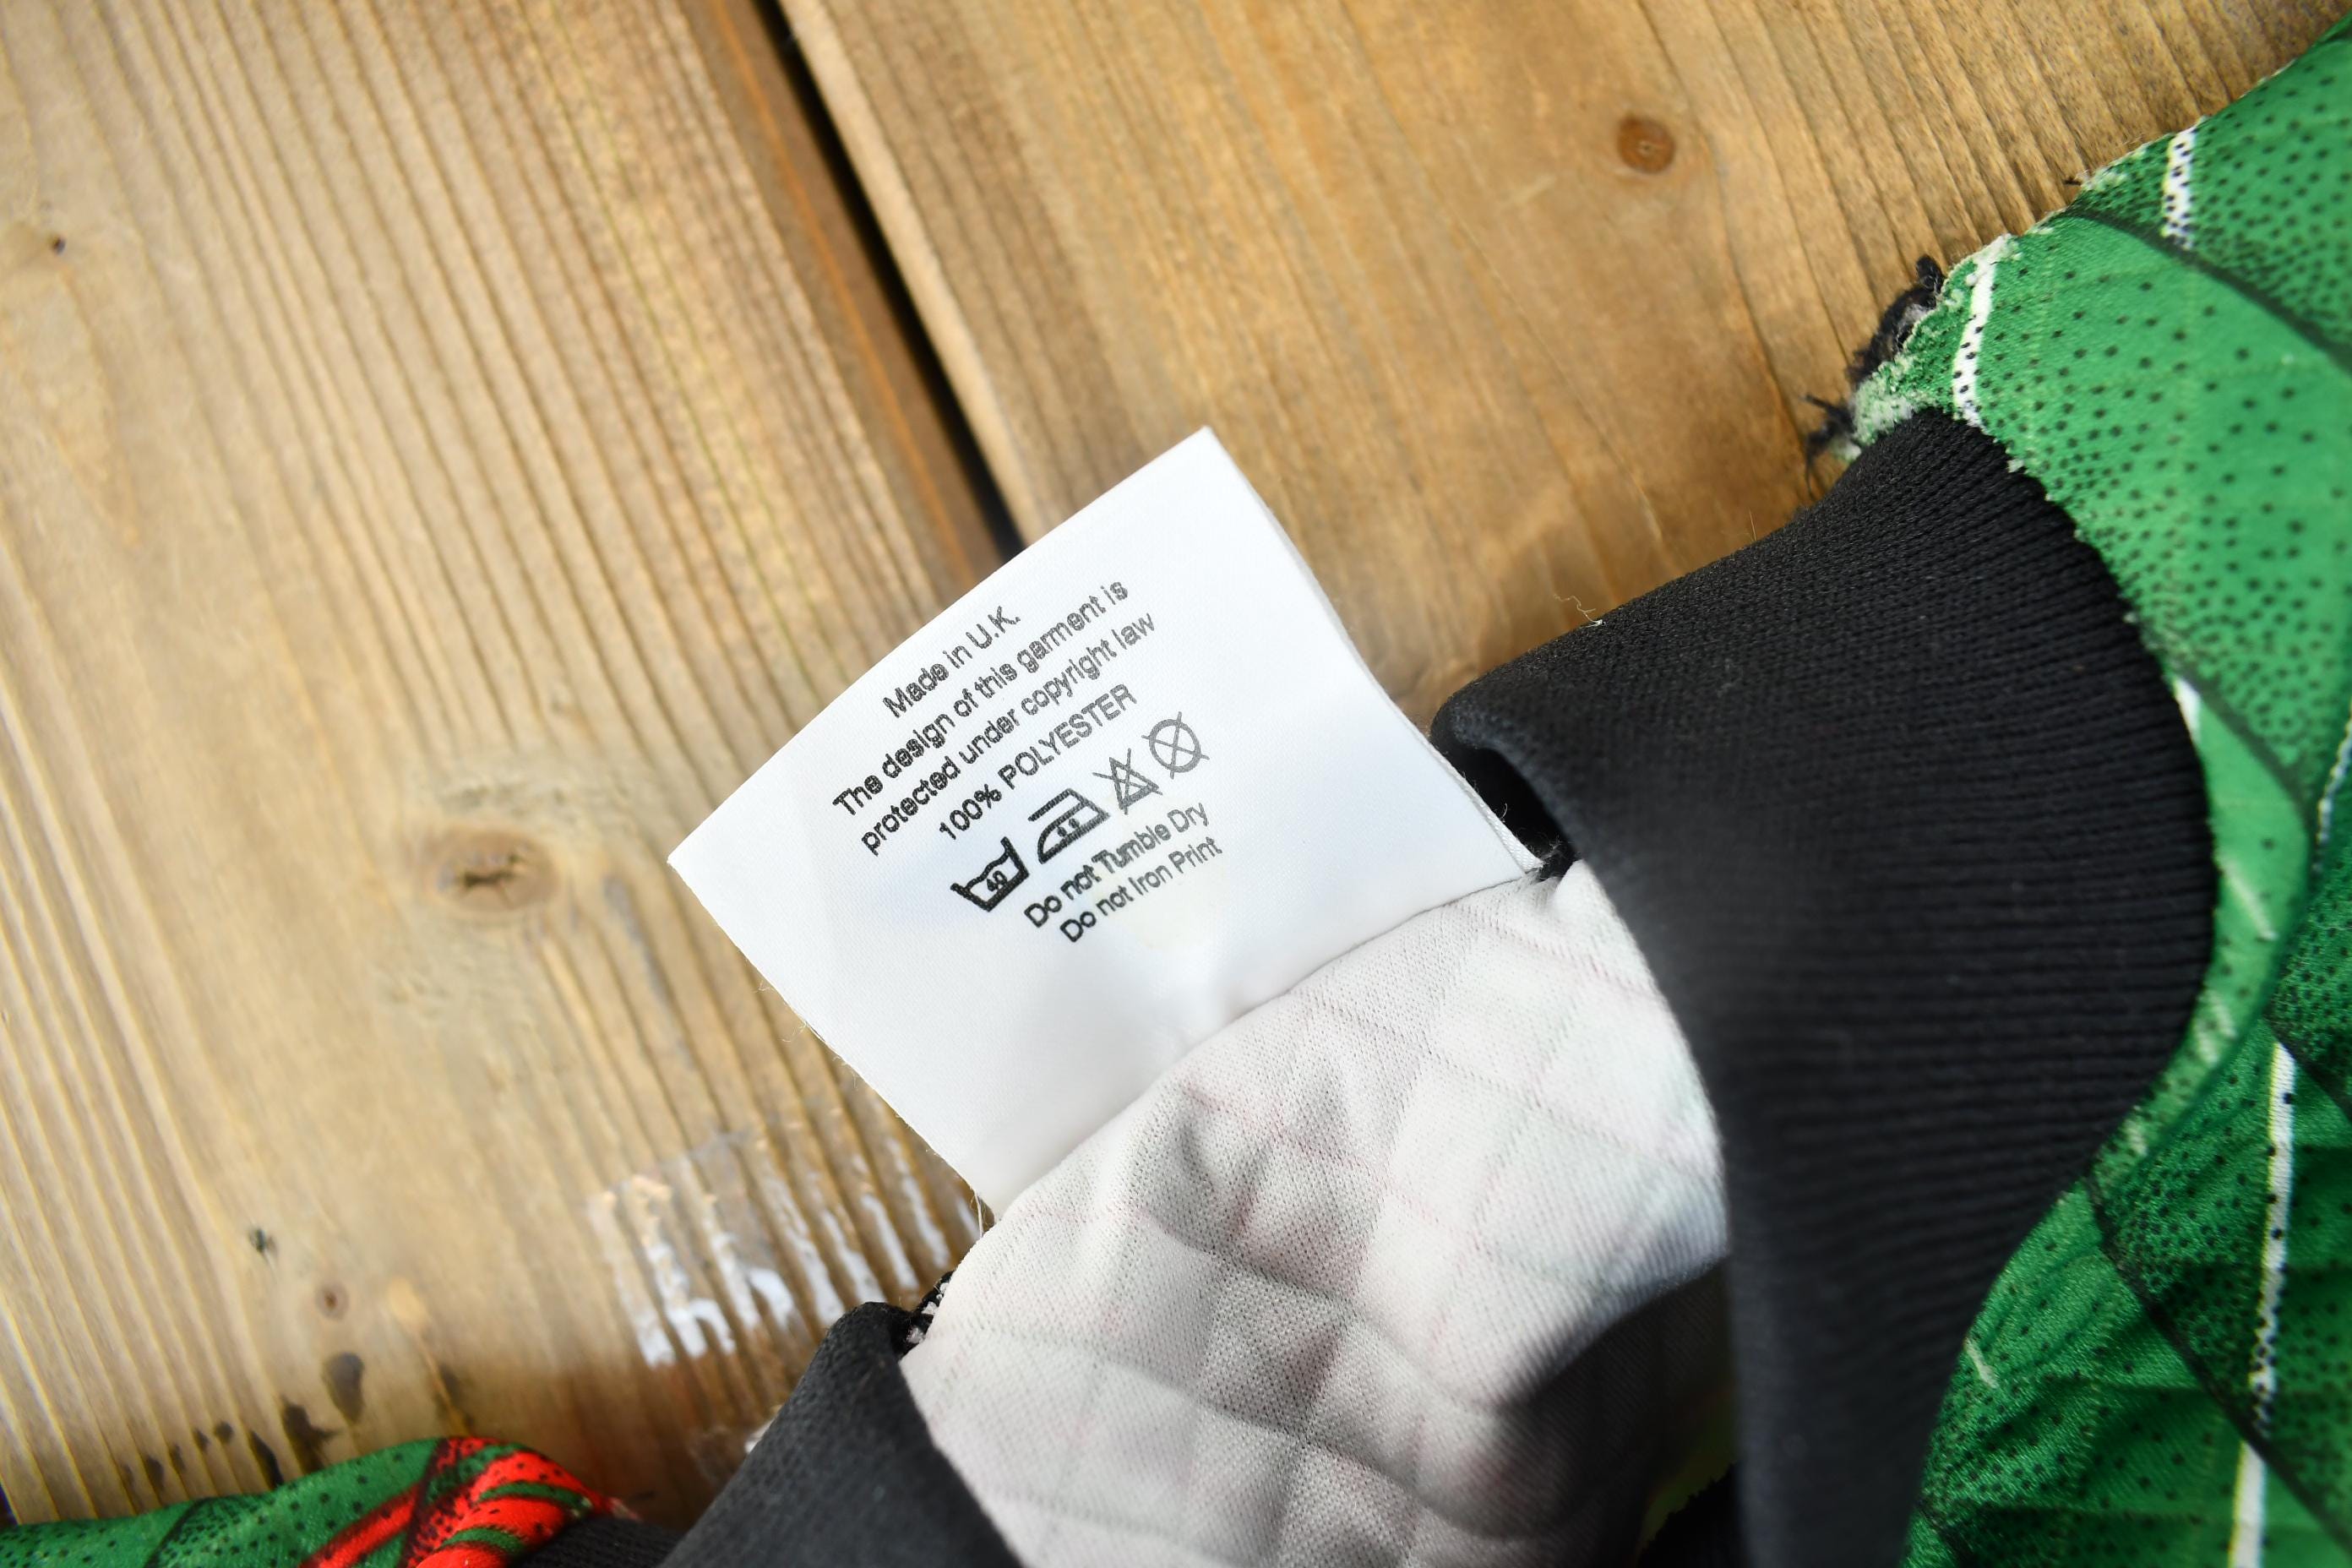 Made in U.K.
The design of this garment is
protected under copyright law
100% POLYESTER
40
Do not Tumble Dry
Do not Iron Print